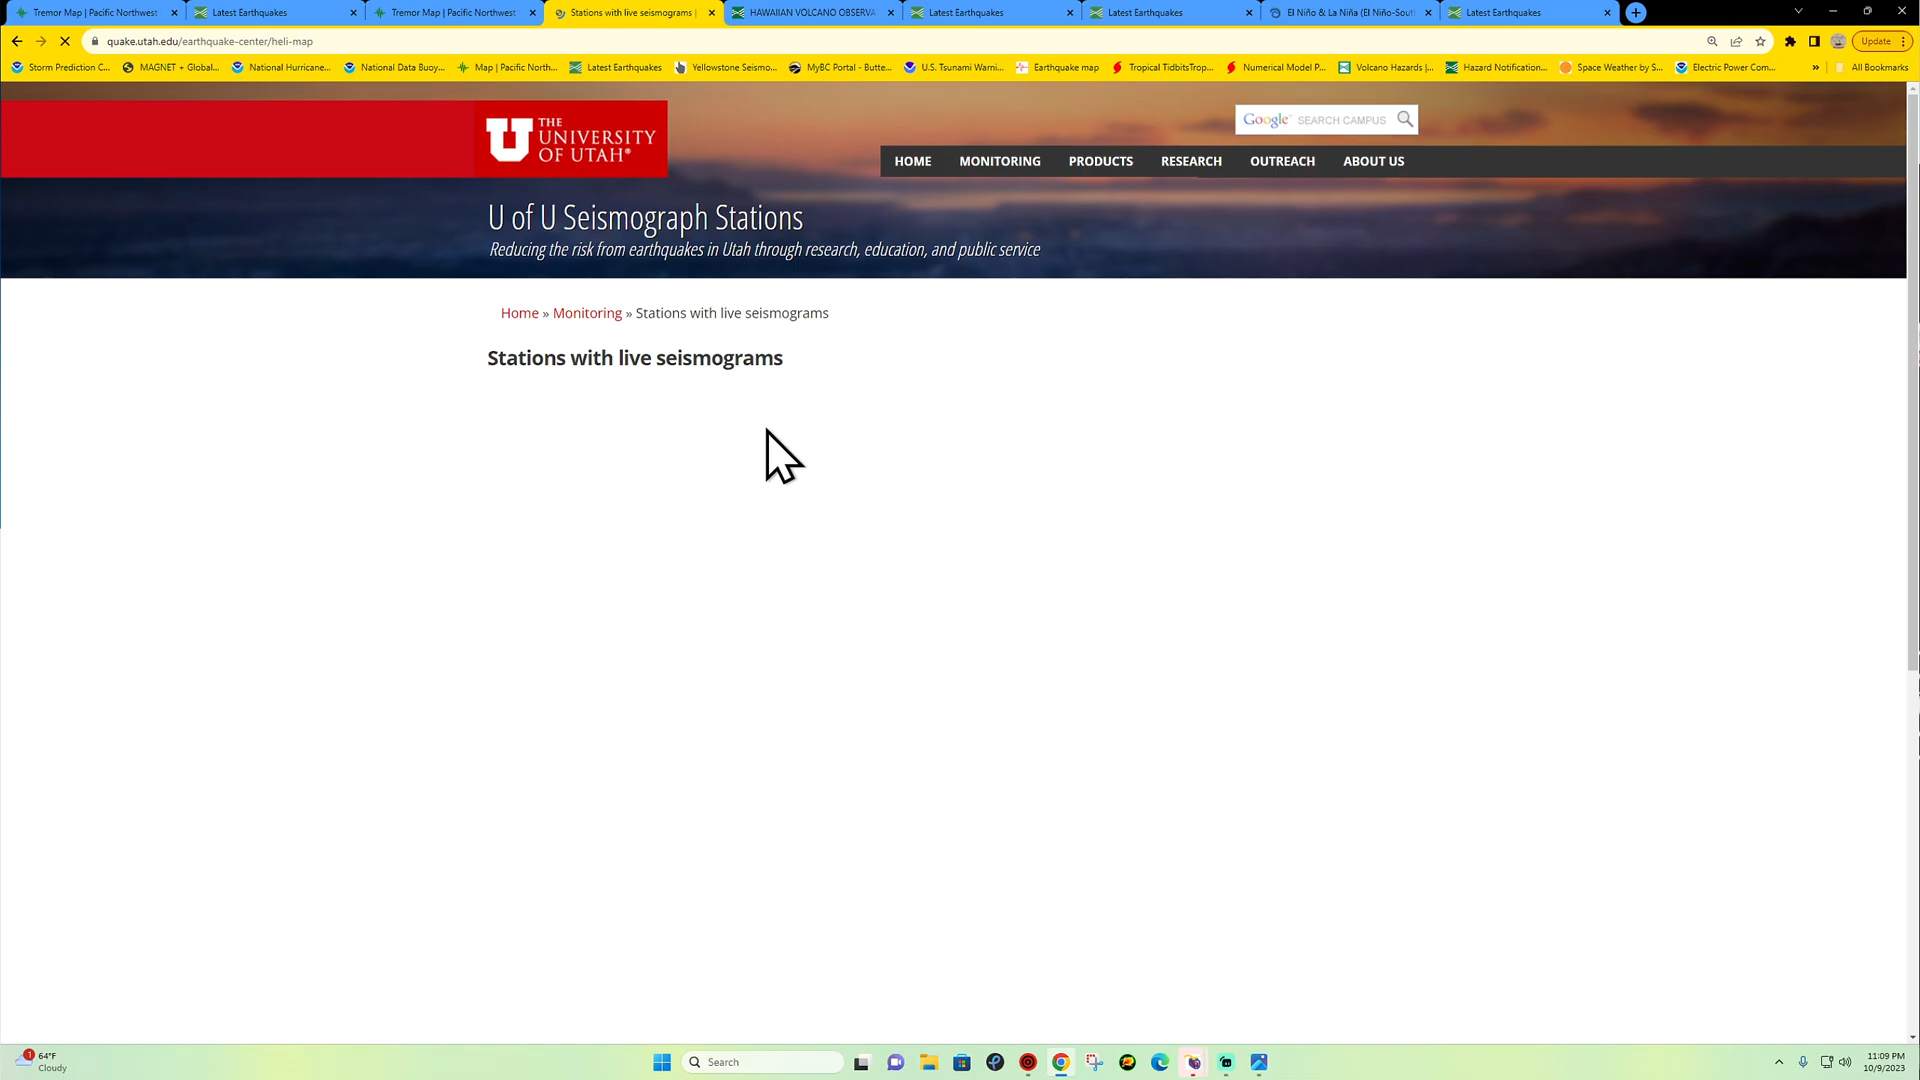 Tremor Map | Pacific Northwest
Latest Earthquakes
Tremor Map | Pacific Northwest
Stations with live seismograms |
HAWAIIAN VOLCANO OBSERVA
Latest Earthquakes
Latest Earthquakes
El Niño & La Niña (El Niño-Sout
Latest Earthquakes
quake.utah.edu/earthquake-center/heli-map
Update
Storm Prediction C...
MAGNET + Global...
National Hurricane...
National Data Buoy...
Map | Pacific North...
Latest Earthquakes
Yellowstone Seismo...
MyBC Portal - Butte...
U.S. Tsunami Warni...
Earthquake map
Tropical TidbitsTrop...
Numerical Model P...
Volcano Hazards |...
Hazard Notification...
Space Weather by S...
Electric Power Com...
»
All Bookmarks
THE
UNIVERSITY
OF UTAH®
Google™ SEARCH CAMPUS
HOME MONITORING PRODUCTS RESEARCH OUTREACH ABOUT US
U of U Seismograph Stations
Reducing the risk from earthquakes in Utah through research, education, and public service
Home » Monitoring » Stations with live seismograms
Stations with live seismograms
1
64°F
Cloudy
Search
11:09 PM
10/9/2023